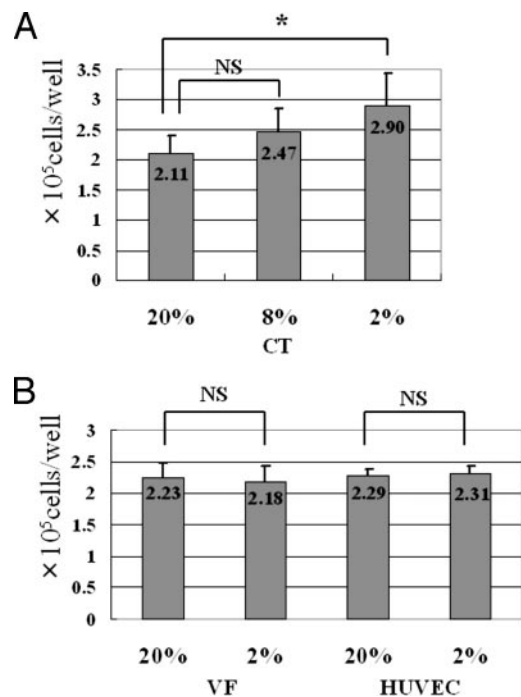 A
*
NS
3.5
3
2.5
2
1.5
1
0.5
0
× 10⁵cells/well
2.11
2.47
2.90
20% 8% 2%
CT
B
NS NS
3
2.5
2
1.5
1
0.5
0
× 10⁵cells/well
2.23 2.18 2.29 2.31
20% 2% 20% 2%
VF HUVEC